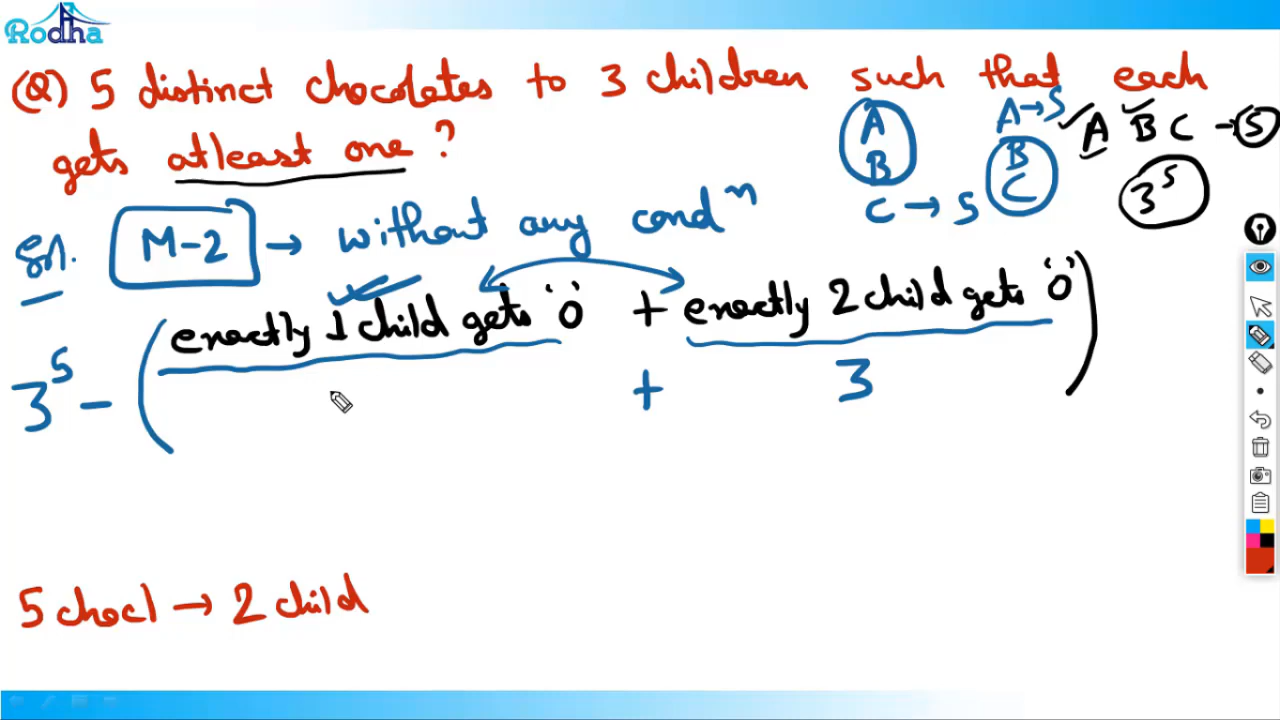 Rodha
(Q) 5 distinct chocolates to 3 children such that each
gets atleast one?
A
B
C → 5
A → 5
B
C
A B C → 5
3^5
Sol. M-2 → without any cond^n
3^5 - (exactly 1 child gets '0' + exactly 2 child gets '0')
+ 3
5 chocl → 2 child